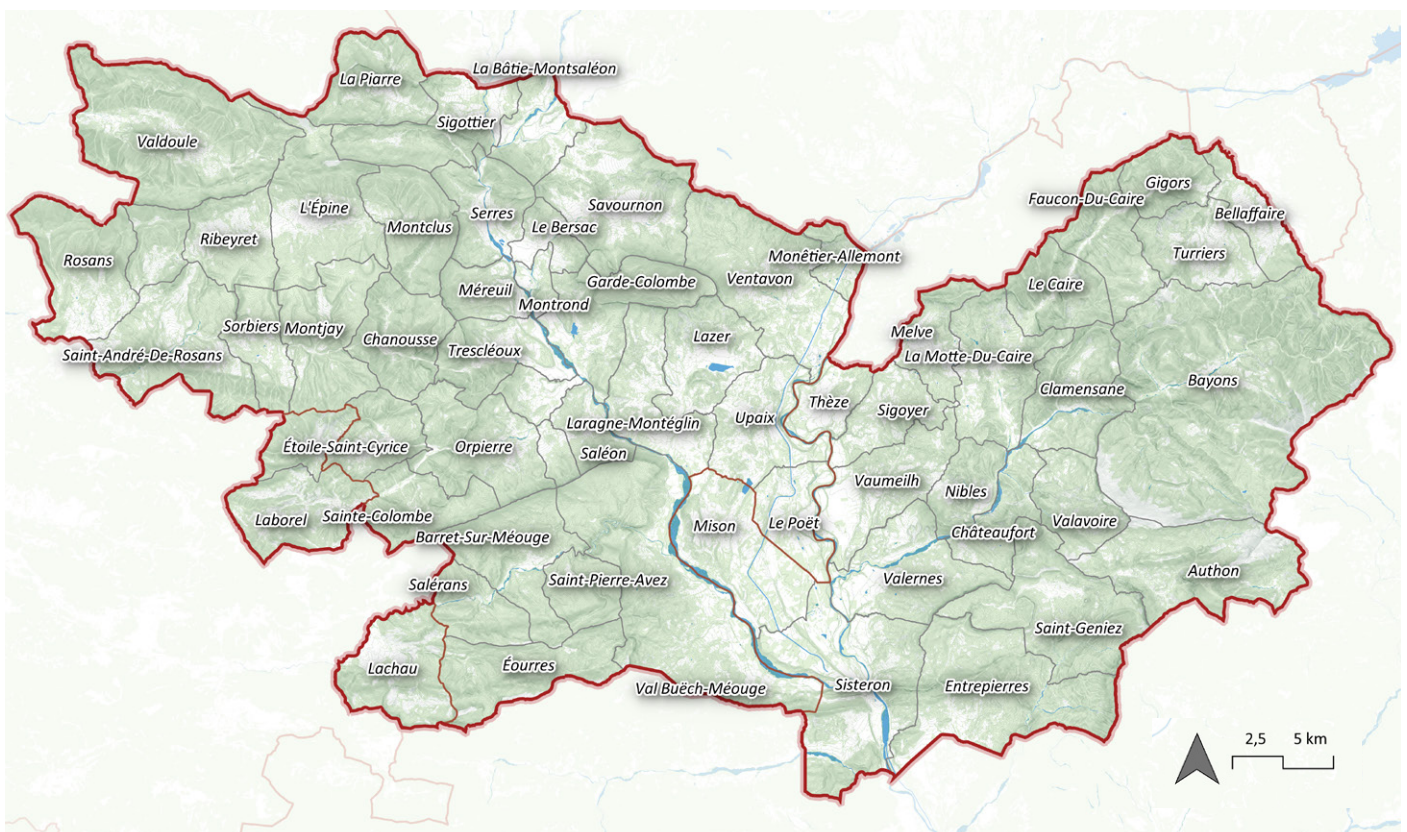 La Bâtie-Montsaléon
La Piarre
Sigottier
Valdoule
Gigors
Faucon-Du-Caire
L'Épine
Savournon
Serres
Bellaffaire
Montclus
Le Bersac
Ribeyret
Rosans
Turriers
Monêtier-Allemont
Garde-Colombe
Ventavon
Le Caire
Méreuil
Montrond
Sorbiers
Montjay
Melve
Lazer
Chanousse
Trescléoux
Saint-André-De-Rosans
La Motte-Du-Caire
Bayons
Clamensane
Thèze
Sigoyer
Upaix
Laragne-Montéglin
Étoile-Saint-Cyrice
Orpierre
Saléon
Vaumeilh
Nibles
Laborel
Sainte-Colombe
Mison
Le Poët
Valavoire
Châteaufort
Barret-Sur-Méouge
Authon
Salérans
Saint-Pierre-Avez
Valernes
Saint-Geniez
Lachau
Éourres
Val Buëch-Méouge
Sisteron
Entrepierres
2,5 5 km